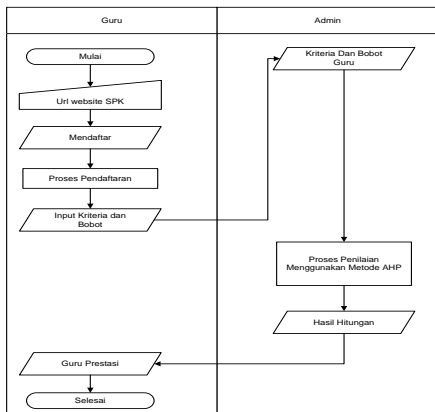 Guru
Admin
Mulai
Url website SPK
Mendaftar
Proses Pendaftaran
Input Kriteria dan
Bobot
Kriteria Dan Bobot
Guru
Proses Penilaian
Menggunakan Metode AHP
Hasil Hitungan
Guru Prestasi
Selesai